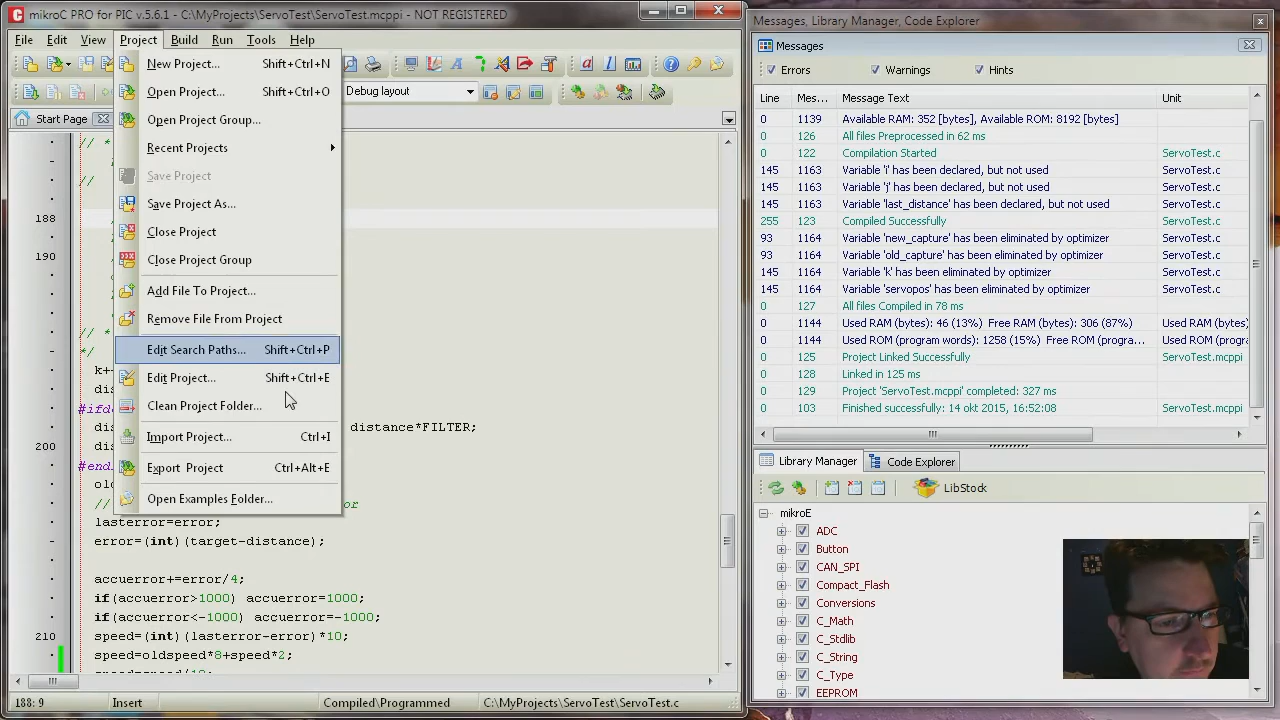 mikroC PRO for PIC v.5.6.1 - C:\MyProjects\ServoTest\ServoTest.mcppi - NOT REGISTERED
File Edit View Project Build Run Tools Help
Debug layout
Start Page
New Project... Shift+Ctrl+N
Open Project... Shift+Ctrl+O
Open Project Group...
Recent Projects
Save Project
Save Project As...
Close Project
Close Project Group
Add File To Project...
Remove File From Project
Edit Search Paths... Shift+Ctrl+P
Edit Project... Shift+Ctrl+E
Clean Project Folder...
Import Project... Ctrl+I
Export Project Ctrl+Alt+E
Open Examples Folder...
// *
//
188
190
// *
*/
k+
dis
#ifde
dis distance*FILTER;
200 dis
#end
old
// or
lasterror=error;
error=(int)(target-distance);
accuerror+=error/4;
if(accuerror>1000) accuerror=1000;
if(accuerror<-1000) accuerror=-1000;
210 speed=(int)(lasterror-error)*10;
speed=oldspeed*8+speed*2;
188: 9 Insert Compiled\Programmed C:\MyProjects\ServoTest\ServoTest.c
Messages, Library Manager, Code Explorer
Messages
Errors Warnings Hints
Line Mes... Message Text Unit
0 1139 Available RAM: 352 [bytes], Available ROM: 8192 [bytes]
0 126 All files Preprocessed in 62 ms
0 122 Compilation Started ServoTest.c
145 1163 Variable 'i' has been declared, but not used ServoTest.c
145 1163 Variable 'j' has been declared, but not used ServoTest.c
145 1163 Variable 'last_distance' has been declared, but not used ServoTest.c
255 123 Compiled Successfully ServoTest.c
93 1164 Variable 'new_capture' has been eliminated by optimizer ServoTest.c
93 1164 Variable 'old_capture' has been eliminated by optimizer ServoTest.c
145 1164 Variable 'k' has been eliminated by optimizer ServoTest.c
145 1164 Variable 'servopos' has been eliminated by optimizer ServoTest.c
0 127 All files Compiled in 78 ms
0 1144 Used RAM (bytes): 46 (13%) Free RAM (bytes): 306 (87%) Used RAM (bytes):...
0 1144 Used ROM (program words): 1258 (15%) Free ROM (progra... Used ROM (progra...
0 125 Project Linked Successfully ServoTest.mcppi
0 128 Linked in 125 ms
0 129 Project 'ServoTest.mcppi' completed: 327 ms
0 103 Finished successfully: 14 okt 2015, 16:52:08 ServoTest.mcppi
Library Manager Code Explorer
LibStock
mikroE
ADC
Button
CAN_SPI
Compact_Flash
Conversions
C_Math
C_Stdlib
C_String
C_Type
EEPROM